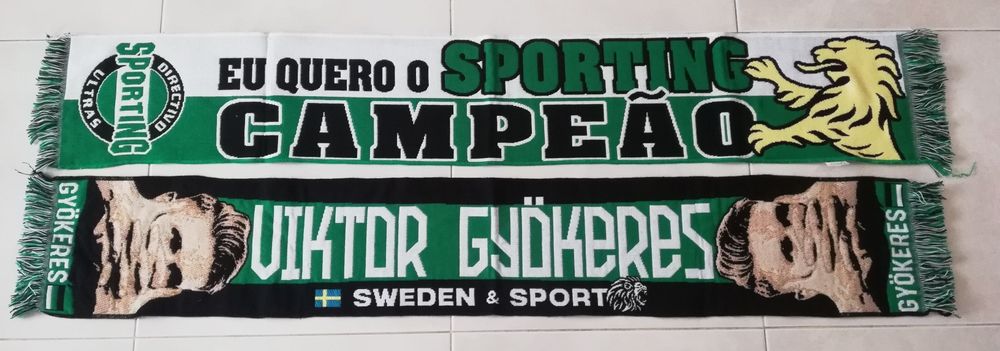 DIRECTIVO
SPORTING
ULTRAS
EU QUERO O SPORTING
CAMPEÃO
GYÖKERES
VIKTOR GYÖKERES
SWEDEN & SPORT
GYÖKERES